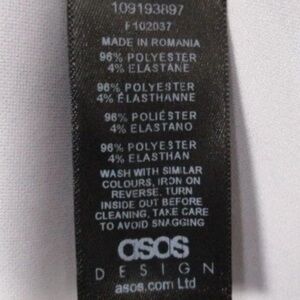 109193897
F102037
MADE IN ROMANIA
96% POLYESTER
4% ELASTANE
96% POLYESTER
4% ÉLASTHANNE
96% POLIÉSTER
4% ELASTANO
96% POLYESTER
4% ELASTHAN
WASH WITH SIMILAR
COLOURS, IRON ON
REVERSE. TURN
INSIDE OUT BEFORE
CLEANING, TAKE CARE
TO AVOID SNAGGING
asos
DESIGN
asos.com Ltd